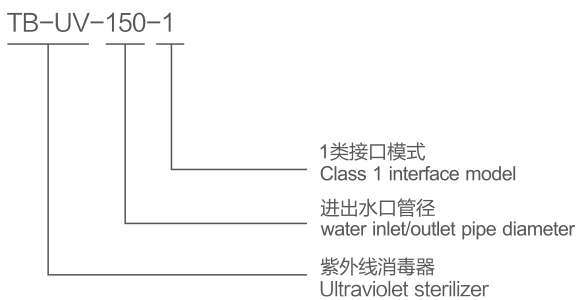 TB-UV-150-1
1类接口模式
Class 1 interface model
进出水口管径
water inlet/outlet pipe diameter
紫外线消毒器
Ultraviolet sterilizer